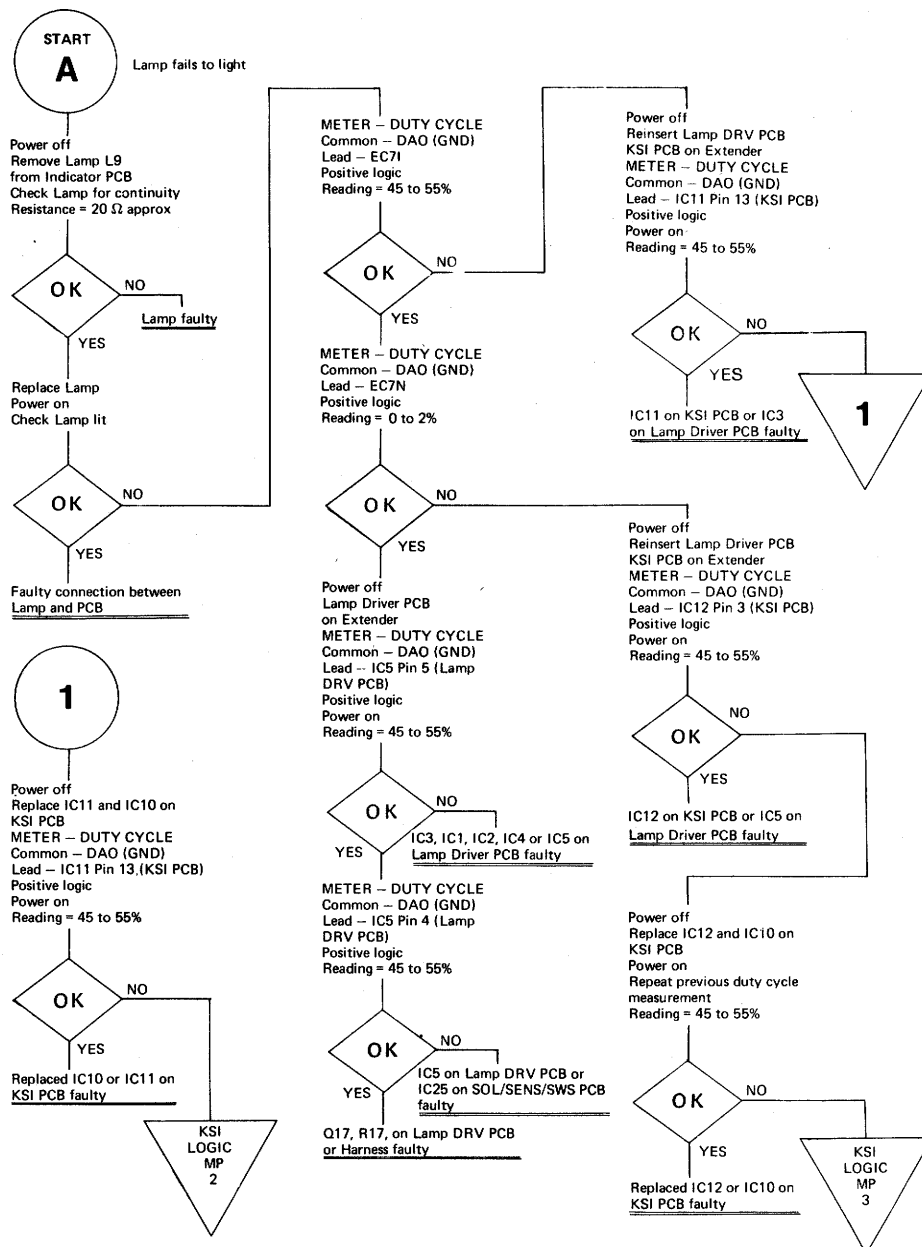 START
A
Lamp fails to light
Power off
Remove Lamp L9
from Indicator PCB
Check Lamp for continuity
Resistance = 20 Ω approx
OK
NO
Lamp faulty
YES
Replace Lamp
Power on
Check Lamp lit
OK
NO
YES
Faulty connection between
Lamp and PCB
1
Power off
Replace IC11 and IC10 on
KSI PCB
METER – DUTY CYCLE
Common – DAO (GND)
Lead – IC11 Pin 13,(KSI PCB)
Positive logic
Power on
Reading = 45 to 55%
OK
NO
YES
Replaced IC10 or IC11 on
KSI PCB faulty
KSI
LOGIC
MP
2
METER – DUTY CYCLE
Common – DAO (GND)
Lead – EC7I
Positive logic
Reading = 45 to 55%
OK
NO
YES
METER – DUTY CYCLE
Common – DAO (GND)
Lead – EC7N
Positive logic
Reading = 0 to 2%
OK
NO
YES
Power off
Lamp Driver PCB
on Extender
METER – DUTY CYCLE
Common – DAO (GND)
Lead – IC5 Pin 5 (Lamp
DRV PCB)
Positive logic
Power on
Reading = 45 to 55%
OK
NO
IC3, IC1, IC2, IC4 or IC5 on
Lamp Driver PCB faulty
YES
METER – DUTY CYCLE
Common – DAO (GND)
Lead – IC5 Pin 4 (Lamp
DRV PCB)
Positive logic
Reading = 45 to 55%
OK
NO
IC5 on Lamp DRV PCB or
IC25 on SOL/SENS/SWS PCB
faulty
YES
Q17, R17, on Lamp DRV PCB
or Harness faulty
Power off
Reinsert Lamp DRV PCB
KSI PCB on Extender
METER – DUTY CYCLE
Common – DAO (GND)
Lead – IC11 Pin 13 (KSI PCB)
Positive logic
Power on
Reading = 45 to 55%
OK
NO
YES
IC11 on KSI PCB or IC3
on Lamp Driver PCB faulty
1
Power off
Reinsert Lamp Driver PCB
KSI PCB on Extender
METER – DUTY CYCLE
Common – DAO (GND)
Lead – IC12 Pin 3 (KSI PCB)
Positive logic
Power on
Reading = 45 to 55%
OK
NO
YES
IC12 on KSI PCB or IC5 on
Lamp Driver PCB faulty
Power off
Replace IC12 and IC10 on
KSI PCB
Power on
Repeat previous duty cycle
measurement
Reading = 45 to 55%
OK
NO
YES
Replaced IC12 or IC10 on
KSI PCB faulty
KSI
LOGIC
MP
3